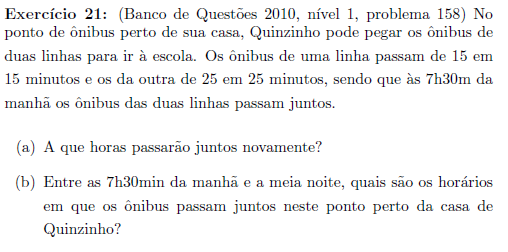 Exercício 21: (Banco de Questões 2010, nível 1, problema 158) No
ponto de ônibus perto de sua casa, Quinzinho pode pegar os ônibus de
duas linhas para ir à escola. Os ônibus de uma linha passam de 15 em
15 minutos e os da outra de 25 em 25 minutos, sendo que às 7h30m da
manhã os ônibus das duas linhas passam juntos.
(a) A que horas passarão juntos novamente?
(b) Entre as 7h30min da manhã e a meia noite, quais são os horários
em que os ônibus passam juntos neste ponto perto da casa de
Quinzinho?